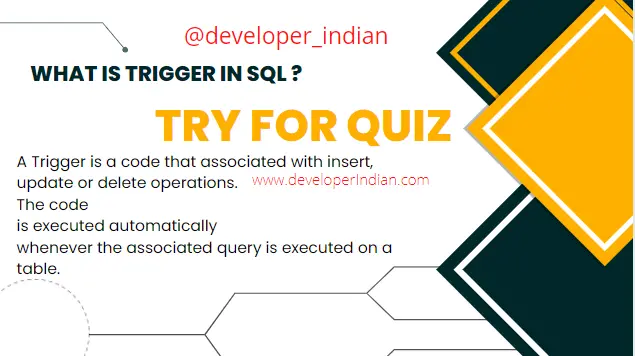 @developer_indian
WHAT IS TRIGGER IN SQL ?
TRY FOR QUIZ
A Trigger is a code that associated with insert,
update or delete operations.
www.developerIndian.com
The code
is executed automatically
whenever the associated query is executed on a
table.